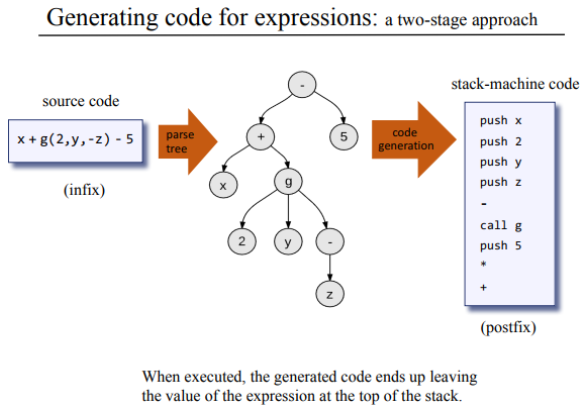 Generating code for expressions: a two-stage approach
source code
x+g(2,y,-z) - 5
(infix)
parse
tree
-
+
5
x
g
2
y
-
z
code
generation
stack-machine code
push x
push 2
push y
push z
-
call g
push 5
*
+
(postfix)
When executed, the generated code ends up leaving
the value of the expression at the top of the stack.